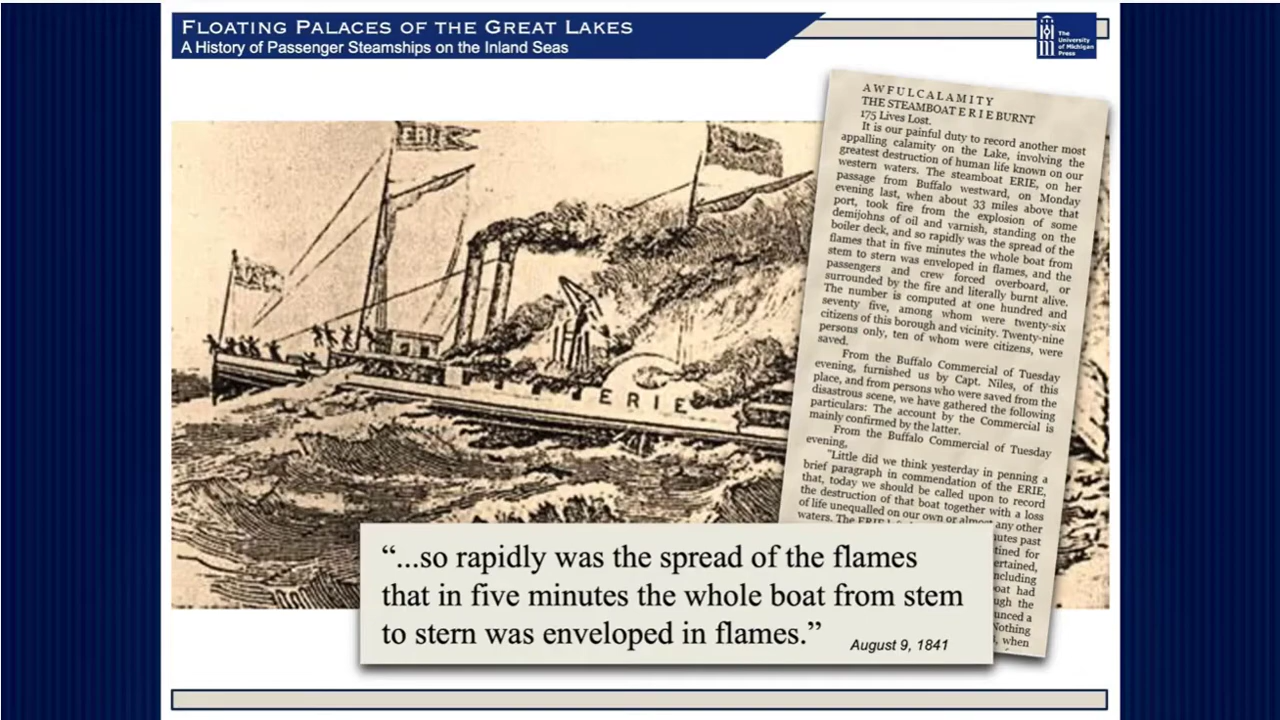 FLOATING PALACES OF THE GREAT LAKES
A History of Passenger Steamships on the Inland Seas
The
University
of Michigan
Press
ERIE
ERIE
AWFULCALAMITY
THE STEAMBOAT E R I E BURNT
175 Lives Lost.
It is our painful duty to record another most
appalling calamity on the Lake, involving the
greatest destruction of human life known on our
western waters. The steamboat ERIE, on her
passage from Buffalo westward, on Monday
evening last, when about 33 miles above that
port, took fire from the explosion of some
demijohns of oil and varnish, standing on the
boiler deck, and so rapidly was the spread of the
flames that in five minutes the whole boat from
stem to stern was enveloped in flames, and the
passengers and crew forced overboard, or
surrounded by the fire and literally burnt alive.
The number is computed at one hundred and
seventy five, among whom were twenty-six
citizens of this borough and vicinity. Twenty-nine
persons only, ten of whom were citizens, were
saved.
From the Buffalo Commercial of Tuesday
evening, furnished us by Capt. Niles, of this
place, and from persons who were saved from the
disastrous scene, we have gathered the following
particulars: The account by the Commercial is
mainly confirmed by the latter.
From the Buffalo Commercial of Tuesday
evening,
"Little did we think yesterday in penning a
brief paragraph in commendation of the ERIE,
that, today we should be called upon to record
the destruction of that boat together with a loss
of life unequalled on our own or almost any other
waters. The ERIE
past
for
including
had
the
a
Nothing
when
“...so rapidly was the spread of the flames
that in five minutes the whole boat from stem
to stern was enveloped in flames.”
August 9, 1841